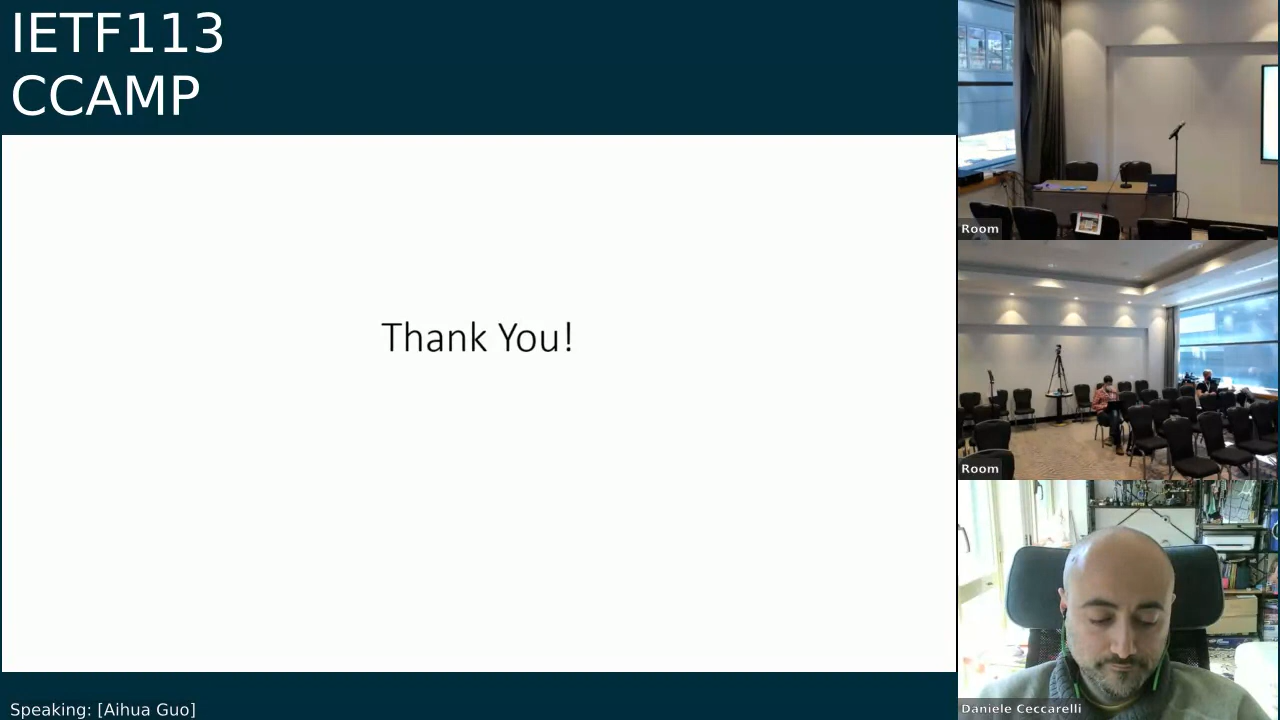 IETF113
CCAMP
Thank You!
Speaking: [Aihua Guo]
Room
Room
Daniele Ceccarelli